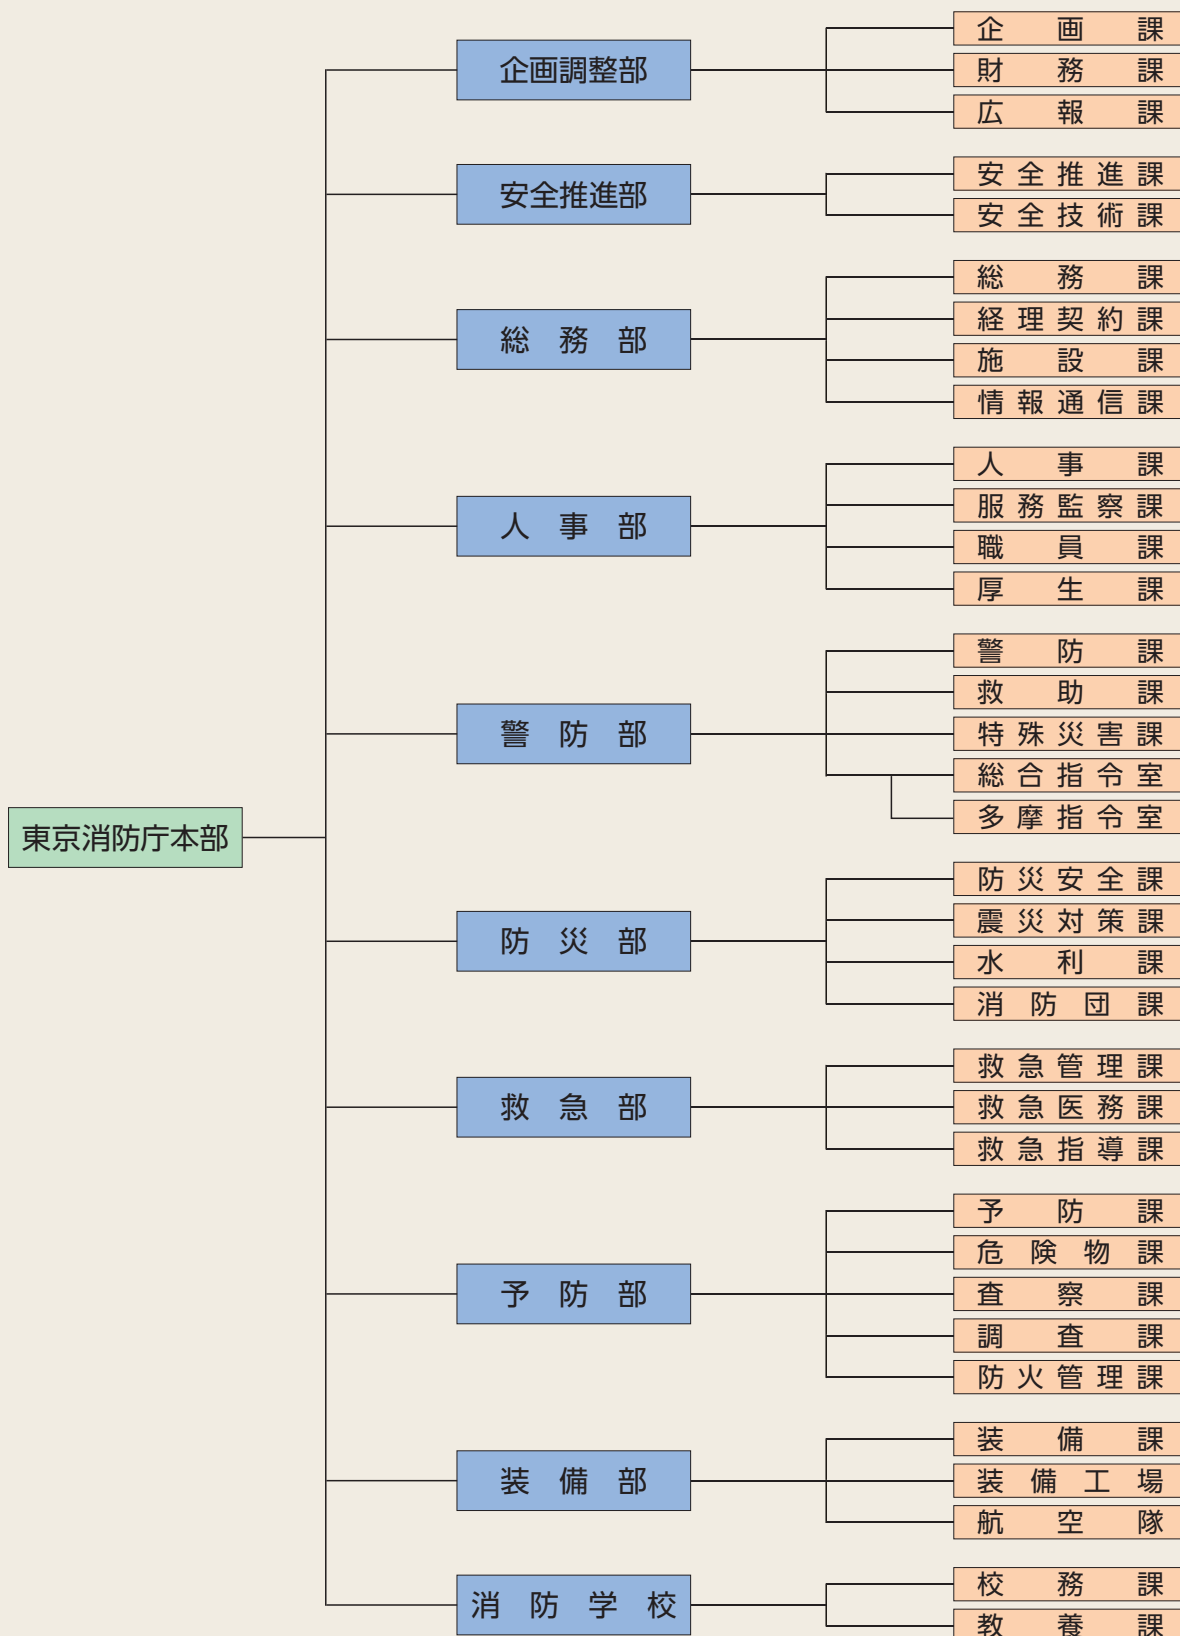 東京消防庁本部
企画調整部
企画課
財務課
広報課
安全推進部
安全推進課
安全技術課
総務部
総務課
経理契約課
施設課
情報通信課
人事部
人事課
服務監察課
職員課
厚生課
警防部
警防課
救助課
特殊災害課
総合指令室
多摩指令室
防災部
防災安全課
震災対策課
水利課
消防団課
救急部
救急管理課
救急医務課
救急指導課
予防部
予防課
危険物課
査察課
調査課
防火管理課
装備部
装備課
装備工場
航空隊
消防学校
校務課
教養課